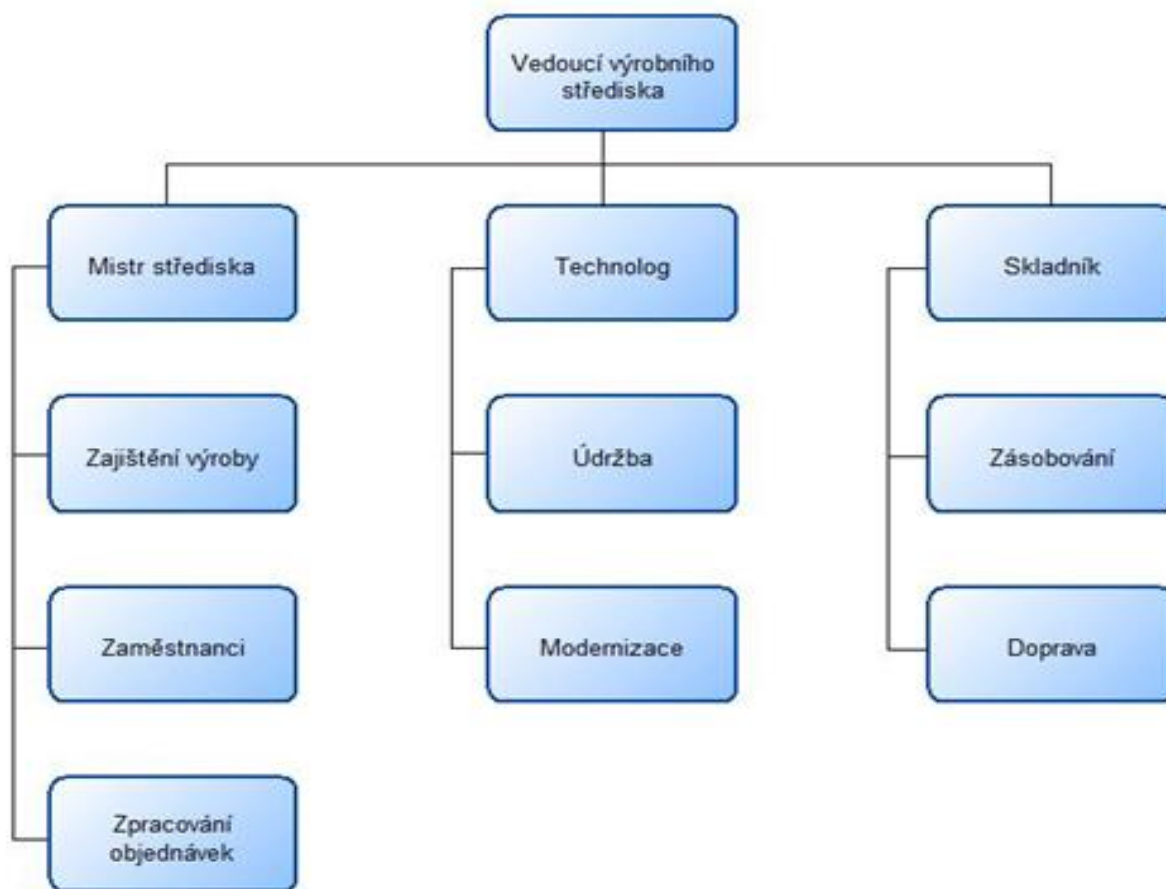 Vedoucí výrobního
střediska
Mistr střediska
Technolog
Skladník
Zajištění výroby
Údržba
Zásobování
Zaměstnanci
Modernizace
Doprava
Zpracování
objednávek